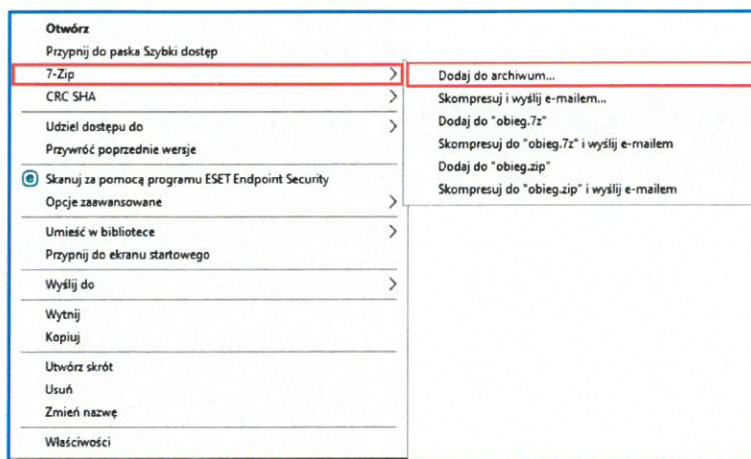 Otwórz
Przypnij do paska Szybki dostęp
7-Zip
CRC SHA
Udziel dostępu do
Przywróć poprzednie wersje
Skanuj za pomocą programu ESET Endpoint Security
Opcje zaawansowane
Umieść w bibliotece
Przypnij do ekranu startowego
Wyślij do
Wytnij
Kopiuj
Utwórz skrót
Usuń
Zmień nazwę
Właściwości
Dodaj do archiwum...
Skompresuj i wyślij e-mailem...
Dodaj do "obieg.7z"
Skompresuj do "obieg.7z" i wyślij e-mailem
Dodaj do "obieg.zip"
Skompresuj do "obieg.zip" i wyślij e-mailem